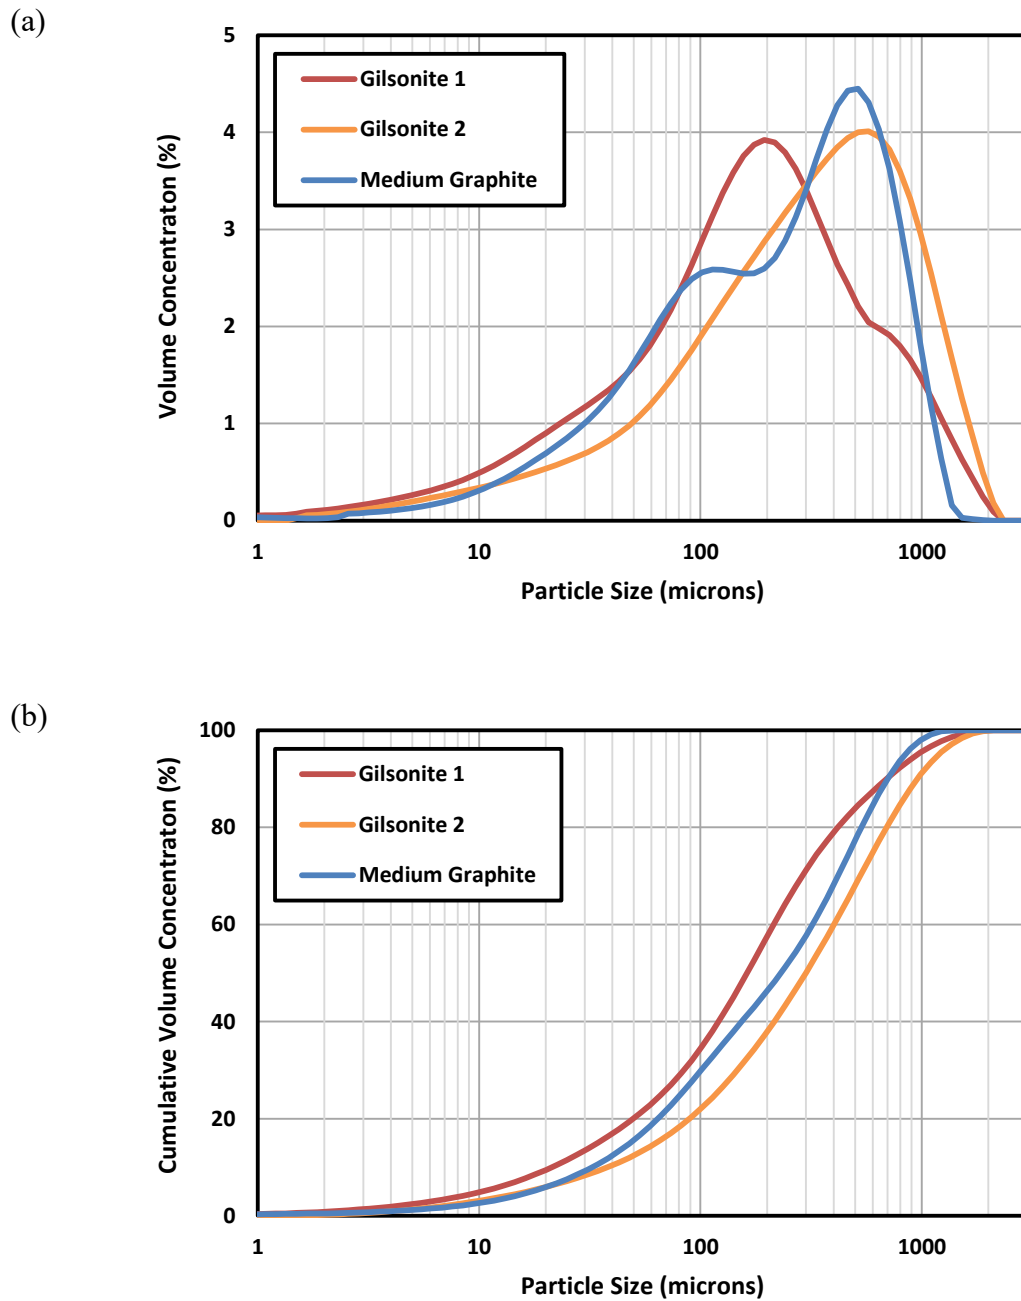 (a)
5
4
3
2
1
0
Volume Concentraton (%)
Gilsonite 1
Gilsonite 2
Medium Graphite
1 10 100 1000
Particle Size (microns)
(b)
100
80
60
40
20
0
Cumulative Volume Concentraton (%)
Gilsonite 1
Gilsonite 2
Medium Graphite
1 10 100 1000
Particle Size (microns)